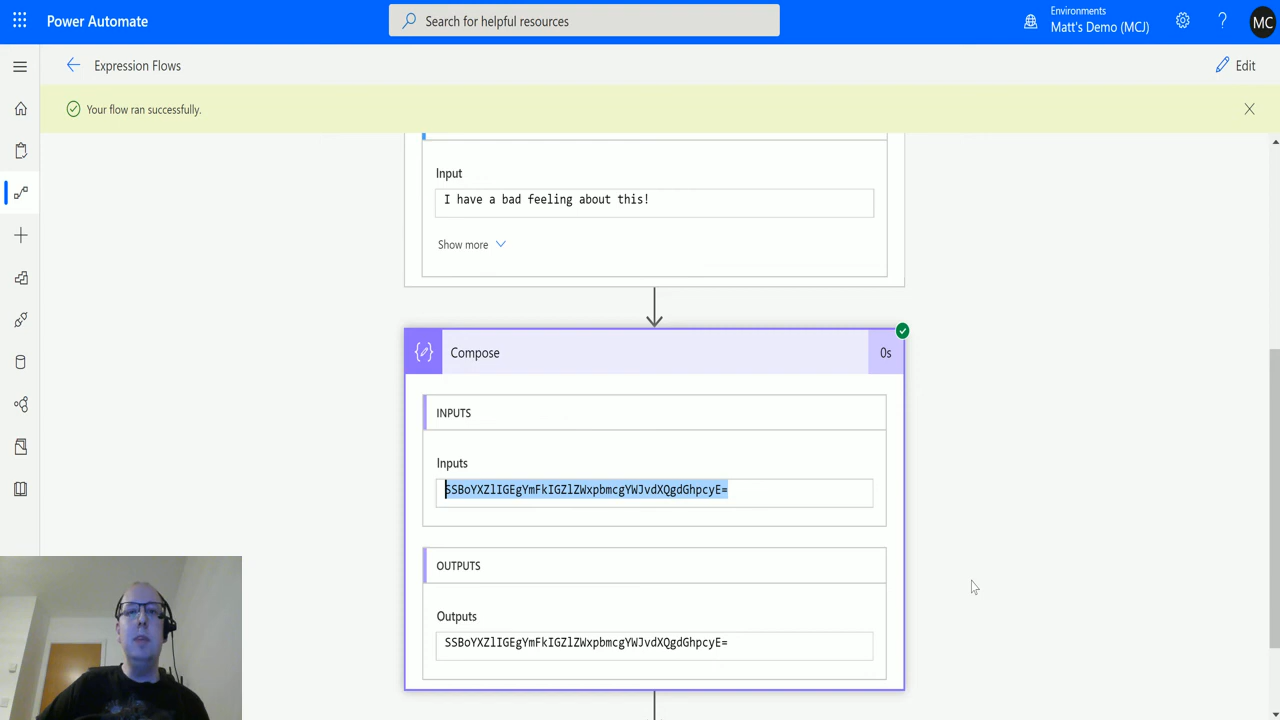 Power Automate
Search for helpful resources
Environments
Matt's Demo (MCJ)
MC
Expression Flows
Edit
Your flow ran successfully.
Input
I have a bad feeling about this!
Show more
Compose
0s
INPUTS
Inputs
SSBoYXZlIGEgYmFkIGZlZWxpbmcgYWJvdXQgdGhpcyE=
OUTPUTS
Outputs
SSBoYXZlIGEgYmFkIGZlZWxpbmcgYWJvdXQgdGhpcyE=